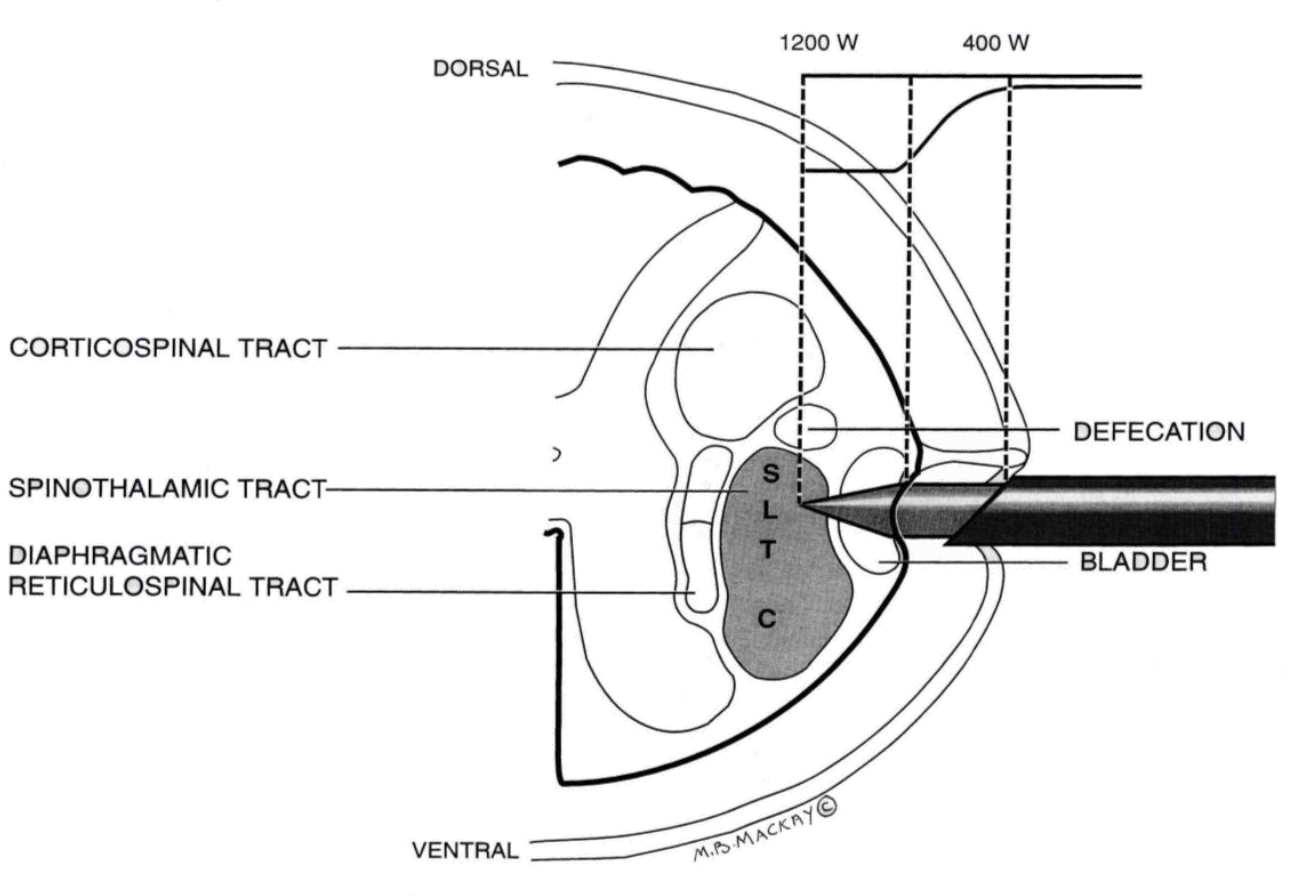 1200 W
400 W
DORSAL
CORTICOSPINAL TRACT
DEFECATION
S
SPINOTHALAMIC TRACT
L
T
DIAPHRAGMATIC
RETICULOSPINAL TRACT
BLADDER
C
VENTRAL
M.B.MACKAY©